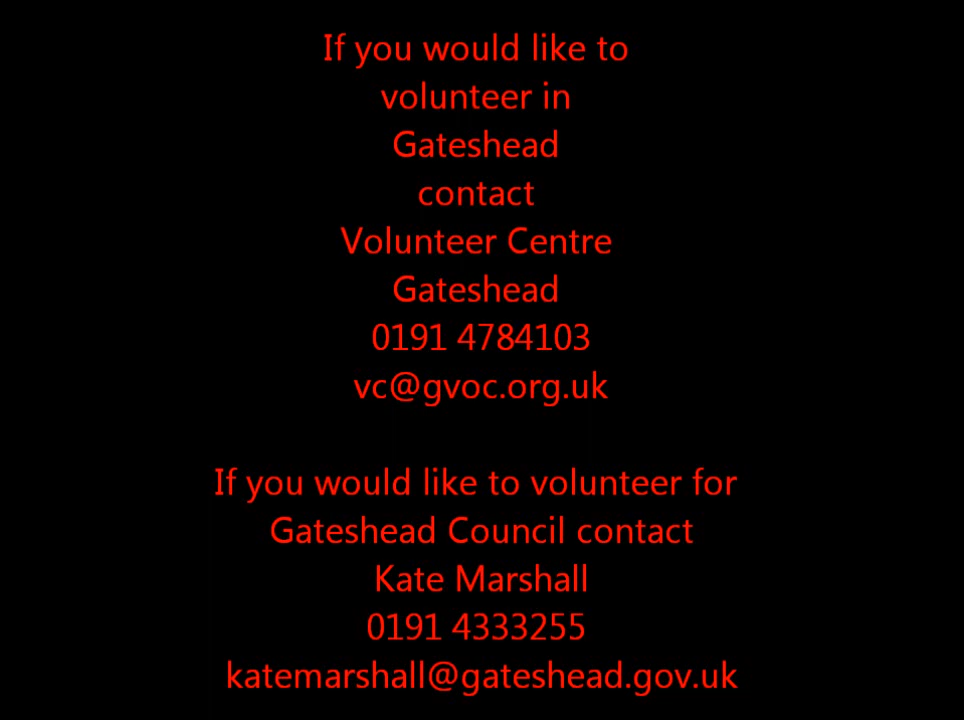 If you would like to
volunteer in
Gateshead
contact
Volunteer Centre
Gateshead
0191 4784103
vc@gvoc.org.uk
If you would like to volunteer for
Gateshead Council contact
Kate Marshall
0191 4333255
katemarshall@gateshead.gov.uk